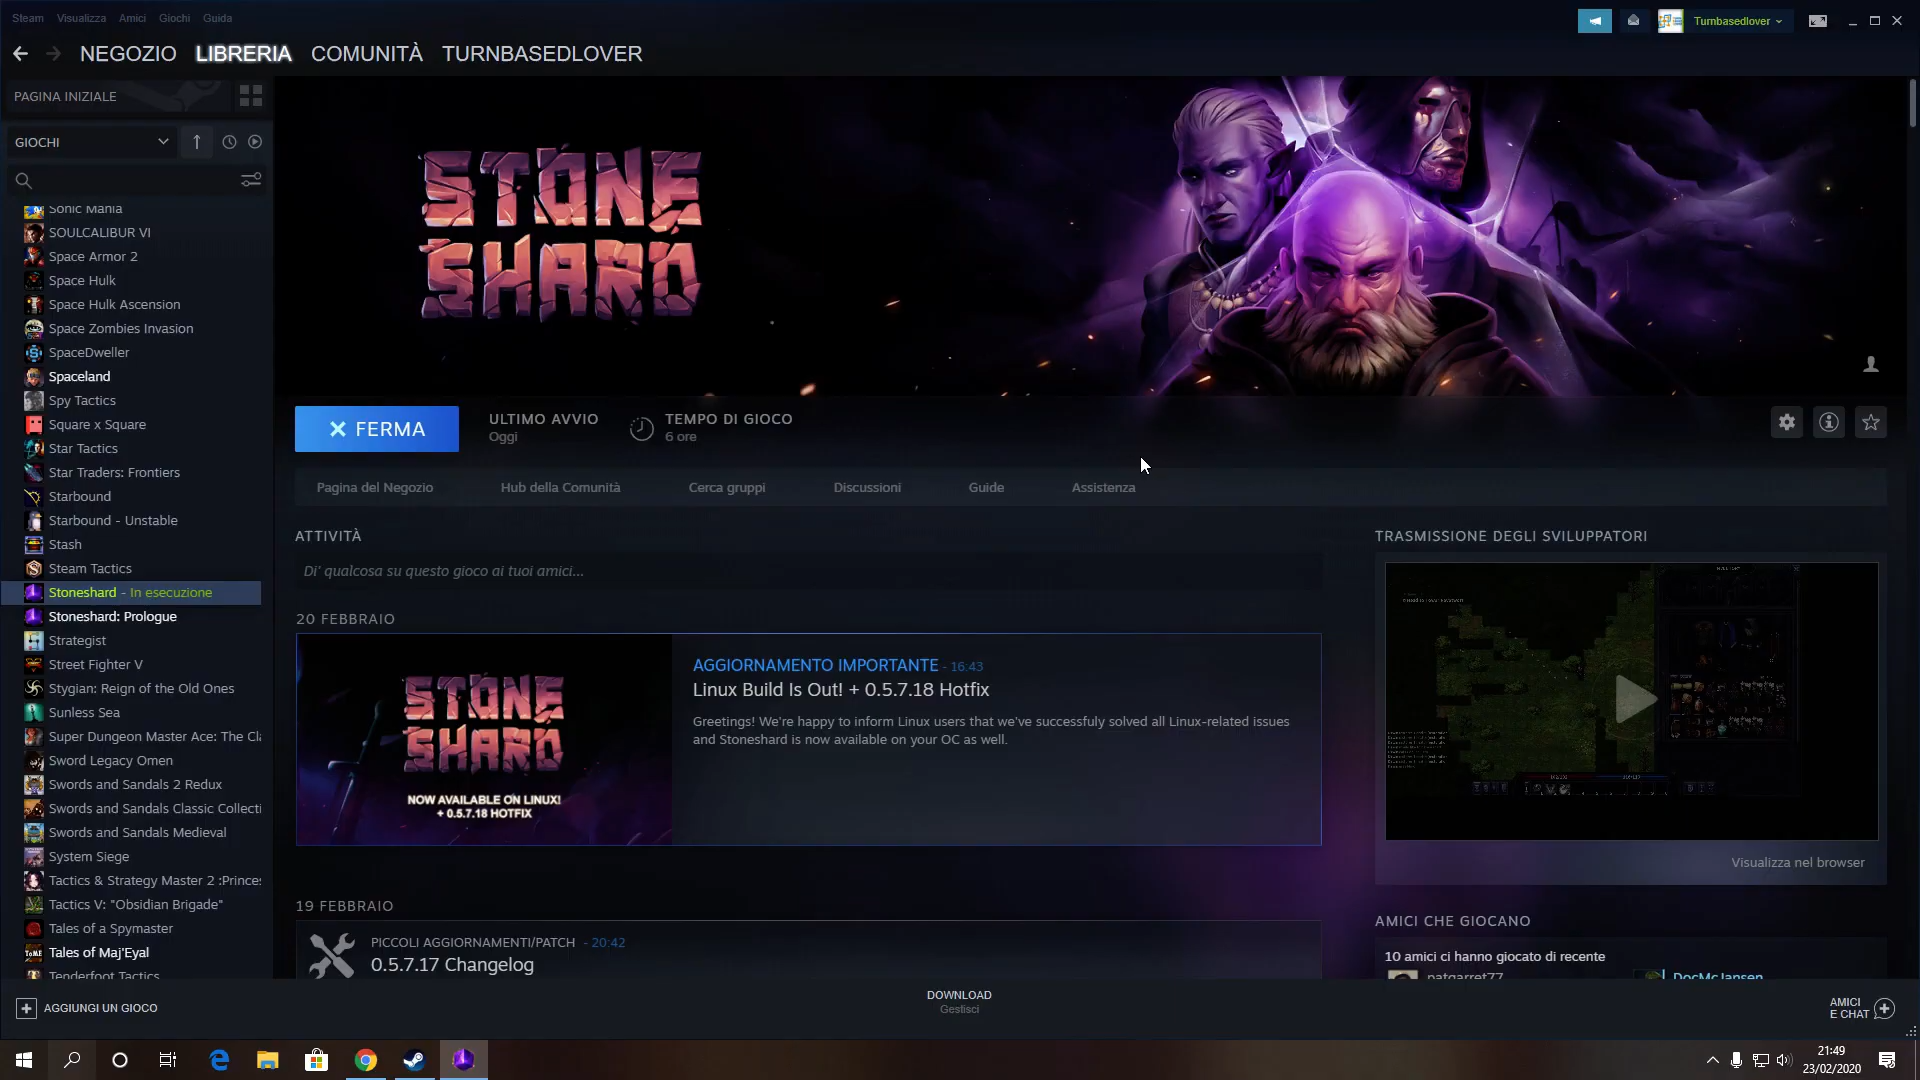 Steam Visualizza Amici Giochi Guida
Turnbasedlover
NEGOZIO LIBRERIA COMUNITÀ TURNBASEDLOVER
PAGINA INIZIALE
GIOCHI
Sonic Mania
SOULCALIBUR VI
Space Armor 2
Space Hulk
Space Hulk Ascension
Space Zombies Invasion
SpaceDweller
Spaceland
Spy Tactics
Square x Square
Star Tactics
Star Traders: Frontiers
Starbound
Starbound - Unstable
Stash
Steam Tactics
Stoneshard - In esecuzione
Stoneshard: Prologue
Strategist
Street Fighter V
Stygian: Reign of the Old Ones
Sunless Sea
Super Dungeon Master Ace: The Cla
Sword Legacy Omen
Swords and Sandals 2 Redux
Swords and Sandals Classic Collecti
Swords and Sandals Medieval
System Siege
Tactics & Strategy Master 2 :Princes
Tactics V: "Obsidian Brigade"
Tales of a Spymaster
Tales of Maj'Eyal
Tenderfoot Tactics
AGGIUNGI UN GIOCO
STONE
SHARD
FERMA
ULTIMO AVVIO
Oggi
TEMPO DI GIOCO
6 ore
Pagina del Negozio Hub della Comunità Cerca gruppi Discussioni Guide Assistenza
ATTIVITÀ
Di' qualcosa su questo gioco ai tuoi amici...
20 FEBBRAIO
STONE
SHARD
NOW AVAILABLE ON LINUX!
+ 0.5.7.18 HOTFIX
AGGIORNAMENTO IMPORTANTE - 16:43
Linux Build Is Out! + 0.5.7.18 Hotfix
Greetings! We're happy to inform Linux users that we've successfuly solved all Linux-related issues
and Stoneshard is now available on your OC as well.
19 FEBBRAIO
PICCOLI AGGIORNAMENTI/PATCH - 20:42
0.5.7.17 Changelog
TRASMISSIONE DEGLI SVILUPPATORI
Visualizza nel browser
AMICI CHE GIOCANO
10 amici ci hanno giocato di recente
patgarret77
DocMcJansen
DOWNLOAD
Gestisci
AMICI
E CHAT
21:49
23/02/2020